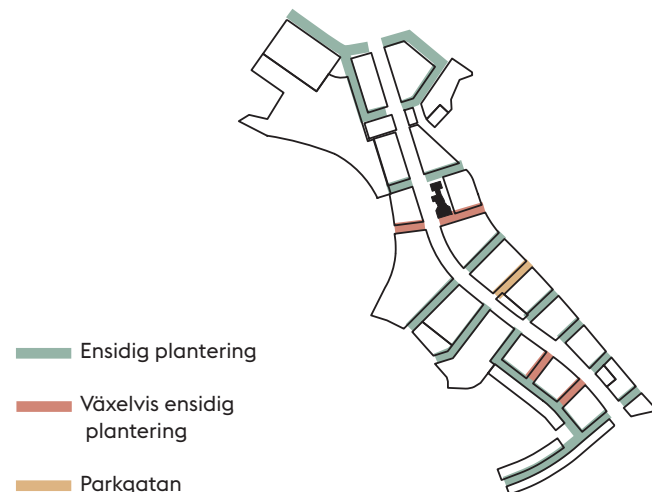 Ensidig plantering
Växelvis ensidig
plantering
Parkgatan